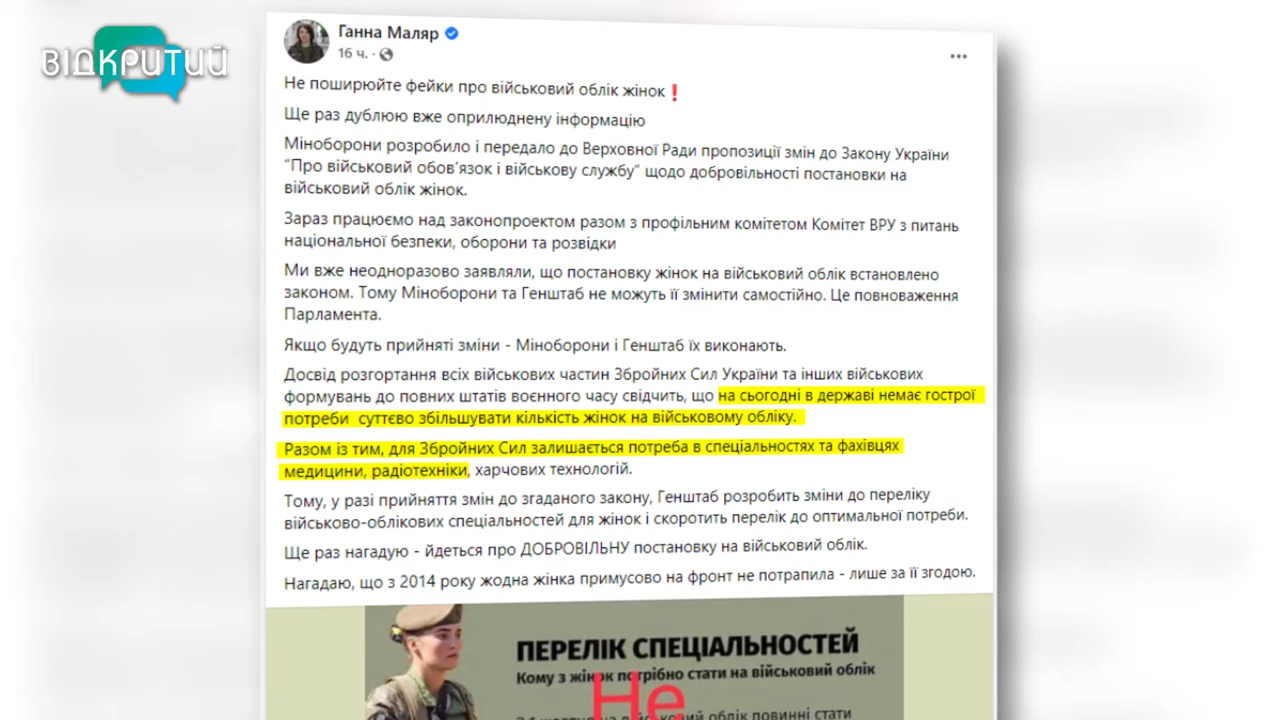 ВІДКРИТИЙ
Ганна Маляр
16 ч. ·
Не поширюйте фейки про військовий облік жінок❗
Ще раз дублюю вже оприлюднену інформацію
Міноборони розробило і передало до Верховної Ради пропозиції змін до Закону України
“Про військовий обов’язок і військову службу” щодо добровільності постановки на
військовий облік жінок.
Зараз працюємо над законопроектом разом з профільним комітетом Комітет ВРУ з питань
національної безпеки, оборони та розвідки
Ми вже неодноразово заявляли, що постановку жінок на військовий облік встановлено
законом. Тому Міноборони та Генштаб не можуть її змінити самостійно. Це повноваження
Парламента.
Якщо будуть прийняті зміни - Міноборони і Генштаб їх виконають.
Досвід розгортання всіх військових частин Збройних Сил України та інших військових
формувань до повних штатів воєнного часу свідчить, що на сьогодні в державі немає гострої
потреби суттєво збільшувати кількість жінок на військовому обліку.
Разом із тим, для Збройних Сил залишається потреба в спеціальностях та фахівцях
медицини, радіотехніки, харчових технологій.
Тому, у разі прийняття змін до згаданого закону, Генштаб розробить зміни до переліку
військово-облікових спеціальностей для жінок і скоротить перелік до оптимальної потреби.
Ще раз нагадую - йдеться про ДОБРОВІЛЬНУ постановку на військовий облік.
Нагадаю, що з 2014 року жодна жінка примусово на фронт не потрапила - лише за її згодою.
ПЕРЕЛІК СПЕЦІАЛЬНОСТЕЙ
Кому з жінок потрібно стати на військовий облік
Не
військовий облік повинні стати